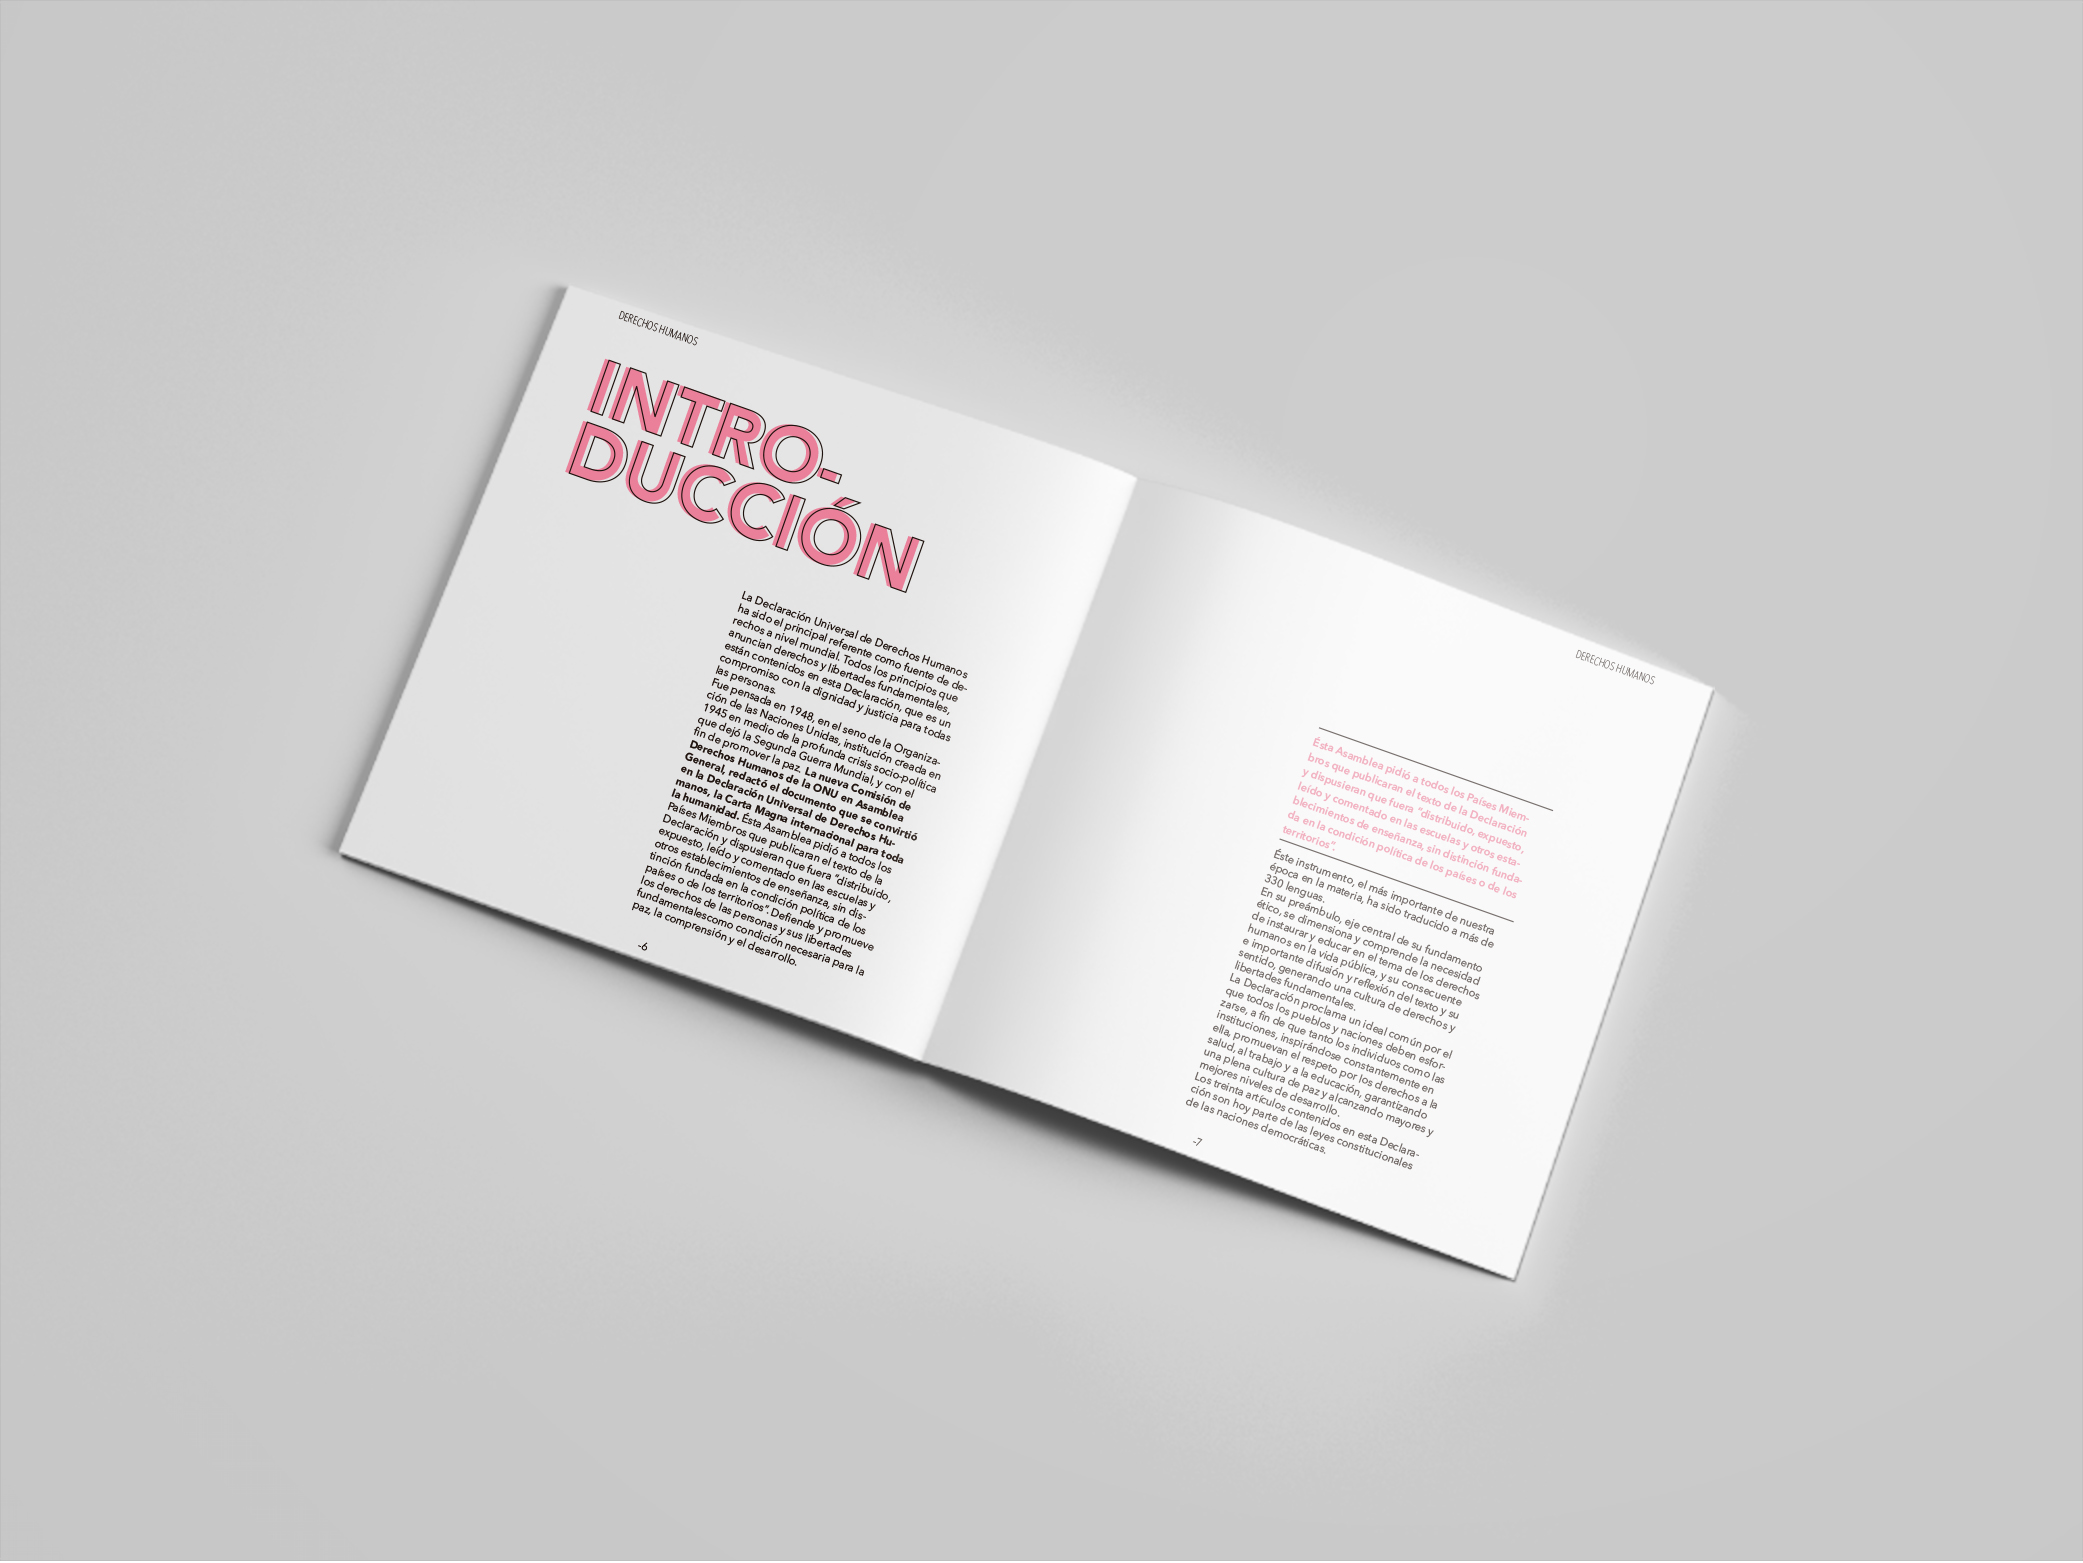 DERECHOS HUMANOS
INTRO-
DUCCIÓN
La Declaración Universal de Derechos Humanos
ha sido el principal referente como fuente de de-
rechos a nivel mundial. Todos los principios que
anuncian derechos y libertades fundamentales,
están contenidos en esta Declaración, que es un
compromiso con la dignidad y justicia para todas
las personas.
Fue pensada en 1948, en el seno de la Organiza-
ción de las Naciones Unidas, institución creada en
1945 en medio de la profunda crisis socio-política
que dejó la Segunda Guerra Mundial, y con el
fin de promover la paz. La nueva Comisión de
Derechos Humanos de la ONU en Asamblea
General, redactó el documento que se convirtió
en la Declaración Universal de Derechos Hu-
manos, la Carta Magna internacional para toda
la humanidad. Ésta Asamblea pidió a todos los
Países Miembros que publicaran el texto de la
Declaración y dispusieran que fuera "distribuido,
expuesto, leído y comentado en las escuelas y
otros establecimientos de enseñanza, sin dis-
tinción fundada en la condición política de los
países o de los territorios". Defiende y promueve
los derechos de las personas y sus libertades
fundamentalescomo condición necesaria para la
paz, la comprensión y el desarrollo.
-6
DERECHOS HUMANOS
Ésta Asamblea pidió a todos los Países Miem-
bros que publicaran el texto de la Declaración
y dispusieran que fuera "distribuido, expuesto,
leído y comentado en las escuelas y otros esta-
blecimientos de enseñanza, sin distinción funda-
da en la condición política de los países o de los
territorios".
Éste instrumento, el más importante de nuestra
época en la materia, ha sido traducido a más de
330 lenguas.
En su preámbulo, eje central de su fundamento
ético, se dimensiona y comprende la necesidad
de instaurar y educar en el tema de los derechos
humanos en la vida pública, y su consecuente
e importante difusión y reflexión del texto y su
sentido, generando una cultura de derechos y
libertades fundamentales.
La Declaración proclama un ideal común por el
que todos los pueblos y naciones deben esfor-
zarse, a fin de que tanto los individuos como las
instituciones, inspirándose constantemente en
ella, promuevan el respeto por los derechos a la
salud, al trabajo y a la educación, garantizando
una plena cultura de paz y alcanzando mayores y
mejores niveles de desarrollo.
Los treinta artículos contenidos en esta Declara-
ción son hoy parte de las leyes constitucionales
de las naciones democráticas.
-7